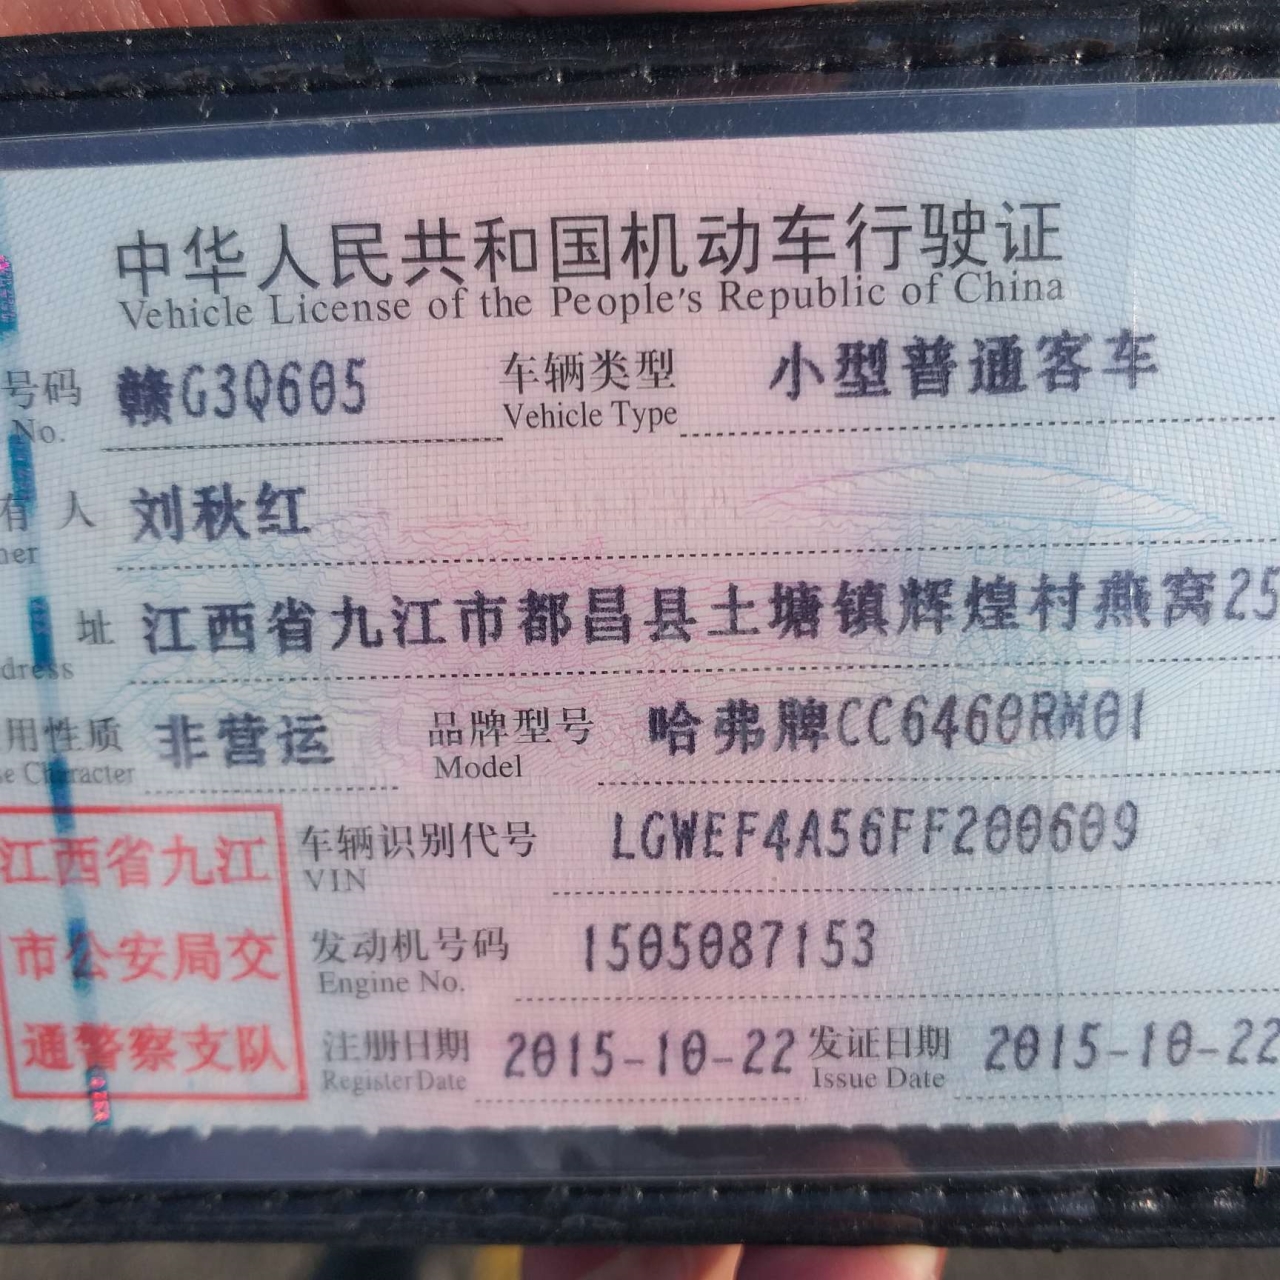 中华人民共和国机动车行驶证
Vehicle License of the People's Republic of China
号码 赣G3Q605 车辆类型 小型普通客车
No. Vehicle Type
有人 刘秋红
ner
址 江西省九江市都昌县土塘镇辉煌村燕窝25
dress
用性质 非营运 品牌型号 哈弗牌CC6460RM01
se Character Model
江西省九江 车辆识别代号 LGWEF4A56FF200609
VIN
市公安局交 发动机号码 1505087153
Engine No.
通警察支队 注册日期 2015-10-22 发证日期 2015-10-22
Register Date Issue Date